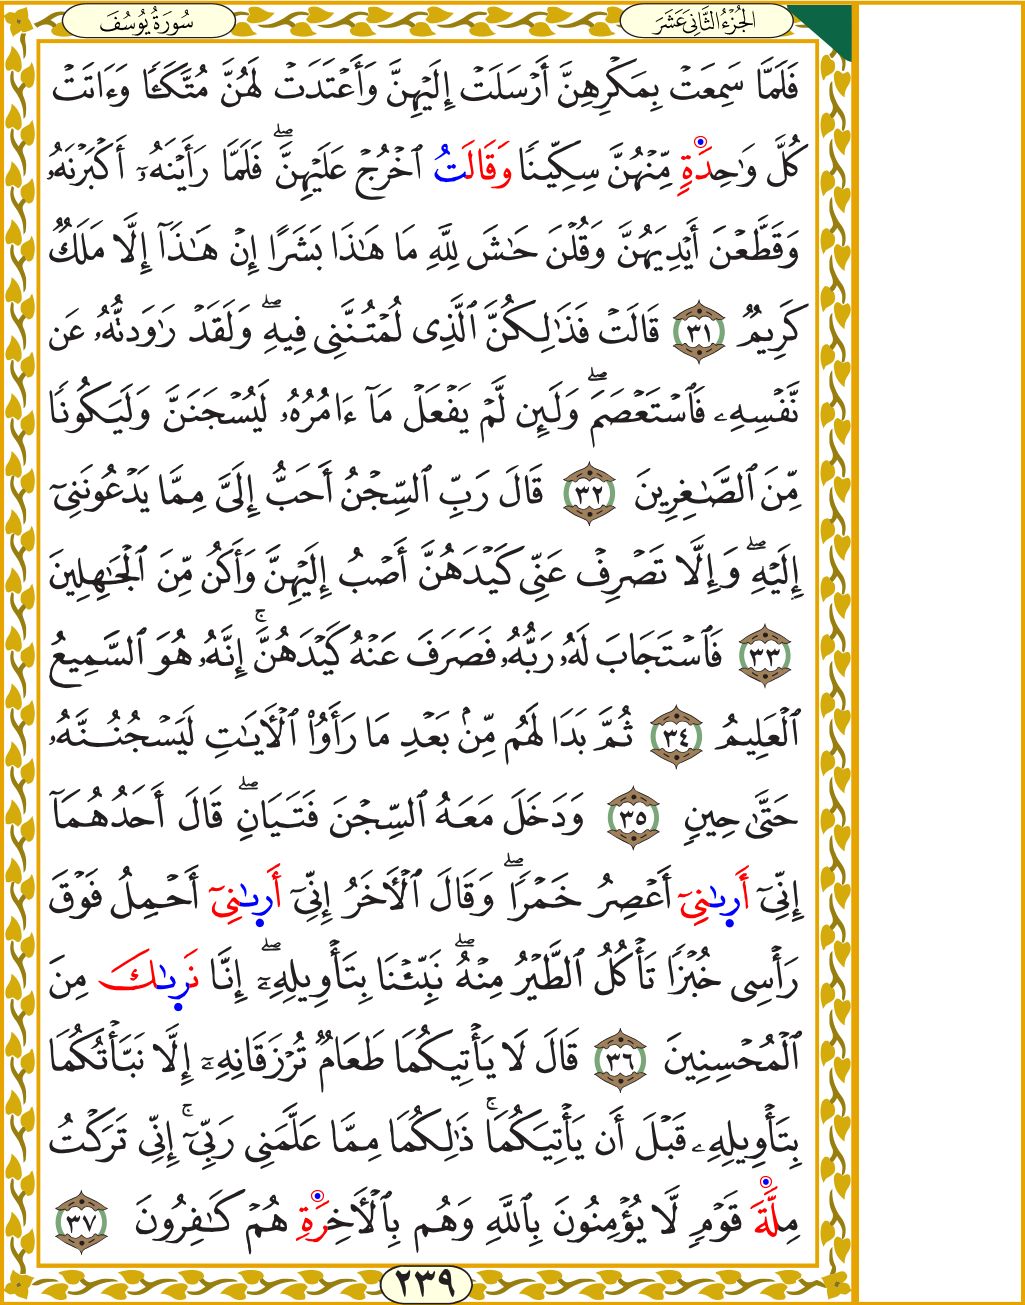 الجُزْءُ الثَّانِي عَشَرَ
سُورَةُ يُوسُفَ
فَلَمَّا سَمِعَتۡ بِمَكۡرِهِنَّ أَرۡسَلَتۡ إِلَيۡهِنَّ وَأَعۡتَدَتۡ لَهُنَّ مُتَّكَـٔٗا وَءَاتَتۡ
كُلَّ وَٰحِدَةٖ مِّنۡهُنَّ سِكِّينٗا وَقَالَتُ ٱخۡرُجۡ عَلَيۡهِنَّۖ فَلَمَّا رَأَيۡنَهُۥٓ أَكۡبَرۡنَهُۥ
وَقَطَّعۡنَ أَيۡدِيَهُنَّ وَقُلۡنَ حَٰشَ لِلَّهِ مَا هَٰذَا بَشَرًا إِنۡ هَٰذَآ إِلَّا مَلَكٞ
كَرِيمٞ ٣١ قَالَتۡ فَذَٰلِكُنَّ ٱلَّذِي لُمۡتُنَّنِي فِيهِۖ وَلَقَدۡ رَٰوَدتُّهُۥ عَن
نَّفۡسِهِۦ فَٱسۡتَعۡصَمَۖ وَلَئِن لَّمۡ يَفۡعَلۡ مَآ ءَامُرُهُۥ لَيُسۡجَنَنَّ وَلَيَكُونٗا
مِّنَ ٱلصَّٰغِرِينَ ٣٢ قَالَ رَبِّ ٱلسِّجۡنُ أَحَبُّ إِلَيَّ مِمَّا يَدۡعُونَنِيٓ
إِلَيۡهِۖ وَإِلَّا تَصۡرِفۡ عَنِّي كَيۡدَهُنَّ أَصۡبُ إِلَيۡهِنَّ وَأَكُن مِّنَ ٱلۡجَٰهِلِينَ
٣٣ فَٱسۡتَجَابَ لَهُۥ رَبُّهُۥ فَصَرَفَ عَنۡهُ كَيۡدَهُنَّۚ إِنَّهُۥ هُوَ ٱلسَّمِيعُ
ٱلۡعَلِيمُ ٣٤ ثُمَّ بَدَا لَهُم مِّنۢ بَعۡدِ مَا رَأَوُاْ ٱلۡأٓيَٰتِ لَيَسۡجُنُنَّهُۥ
حَتَّىٰ حِينٖ ٣٥ وَدَخَلَ مَعَهُ ٱلسِّجۡنَ فَتَيَانِۖ قَالَ أَحَدُهُمَآ
إِنِّيٓ أَرىٰنِيٓ أَعۡصِرُ خَمۡرٗاۖ وَقَالَ ٱلۡأٓخَرُ إِنِّيٓ أَرىٰنِيٓ أَحۡمِلُ فَوۡقَ
رَأۡسِي خُبۡزٗا تَأۡكُلُ ٱلطَّيۡرُ مِنۡهُۖ نَبِّئۡنَا بِتَأۡوِيلِهِۦٓۖ إِنَّا نَرىٰكَ مِنَ
ٱلۡمُحۡسِنِينَ ٣٦ قَالَ لَا يَأۡتِيكُمَا طَعَامٞ تُرۡزَقَانِهِۦٓ إِلَّا نَبَّأۡتُكُمَا
بِتَأۡوِيلِهِۦ قَبۡلَ أَن يَأۡتِيَكُمَاۚ ذَٰلِكُمَا مِمَّا عَلَّمَنِي رَبِّيٓۚ إِنِّي تَرَكۡتُ
مِلَّةَ قَوۡمٖ لَّا يُؤۡمِنُونَ بِٱللَّهِ وَهُم بِٱلۡأٓخِرَةِ هُمۡ كَٰفِرُونَ ٣٧
٢٣٩